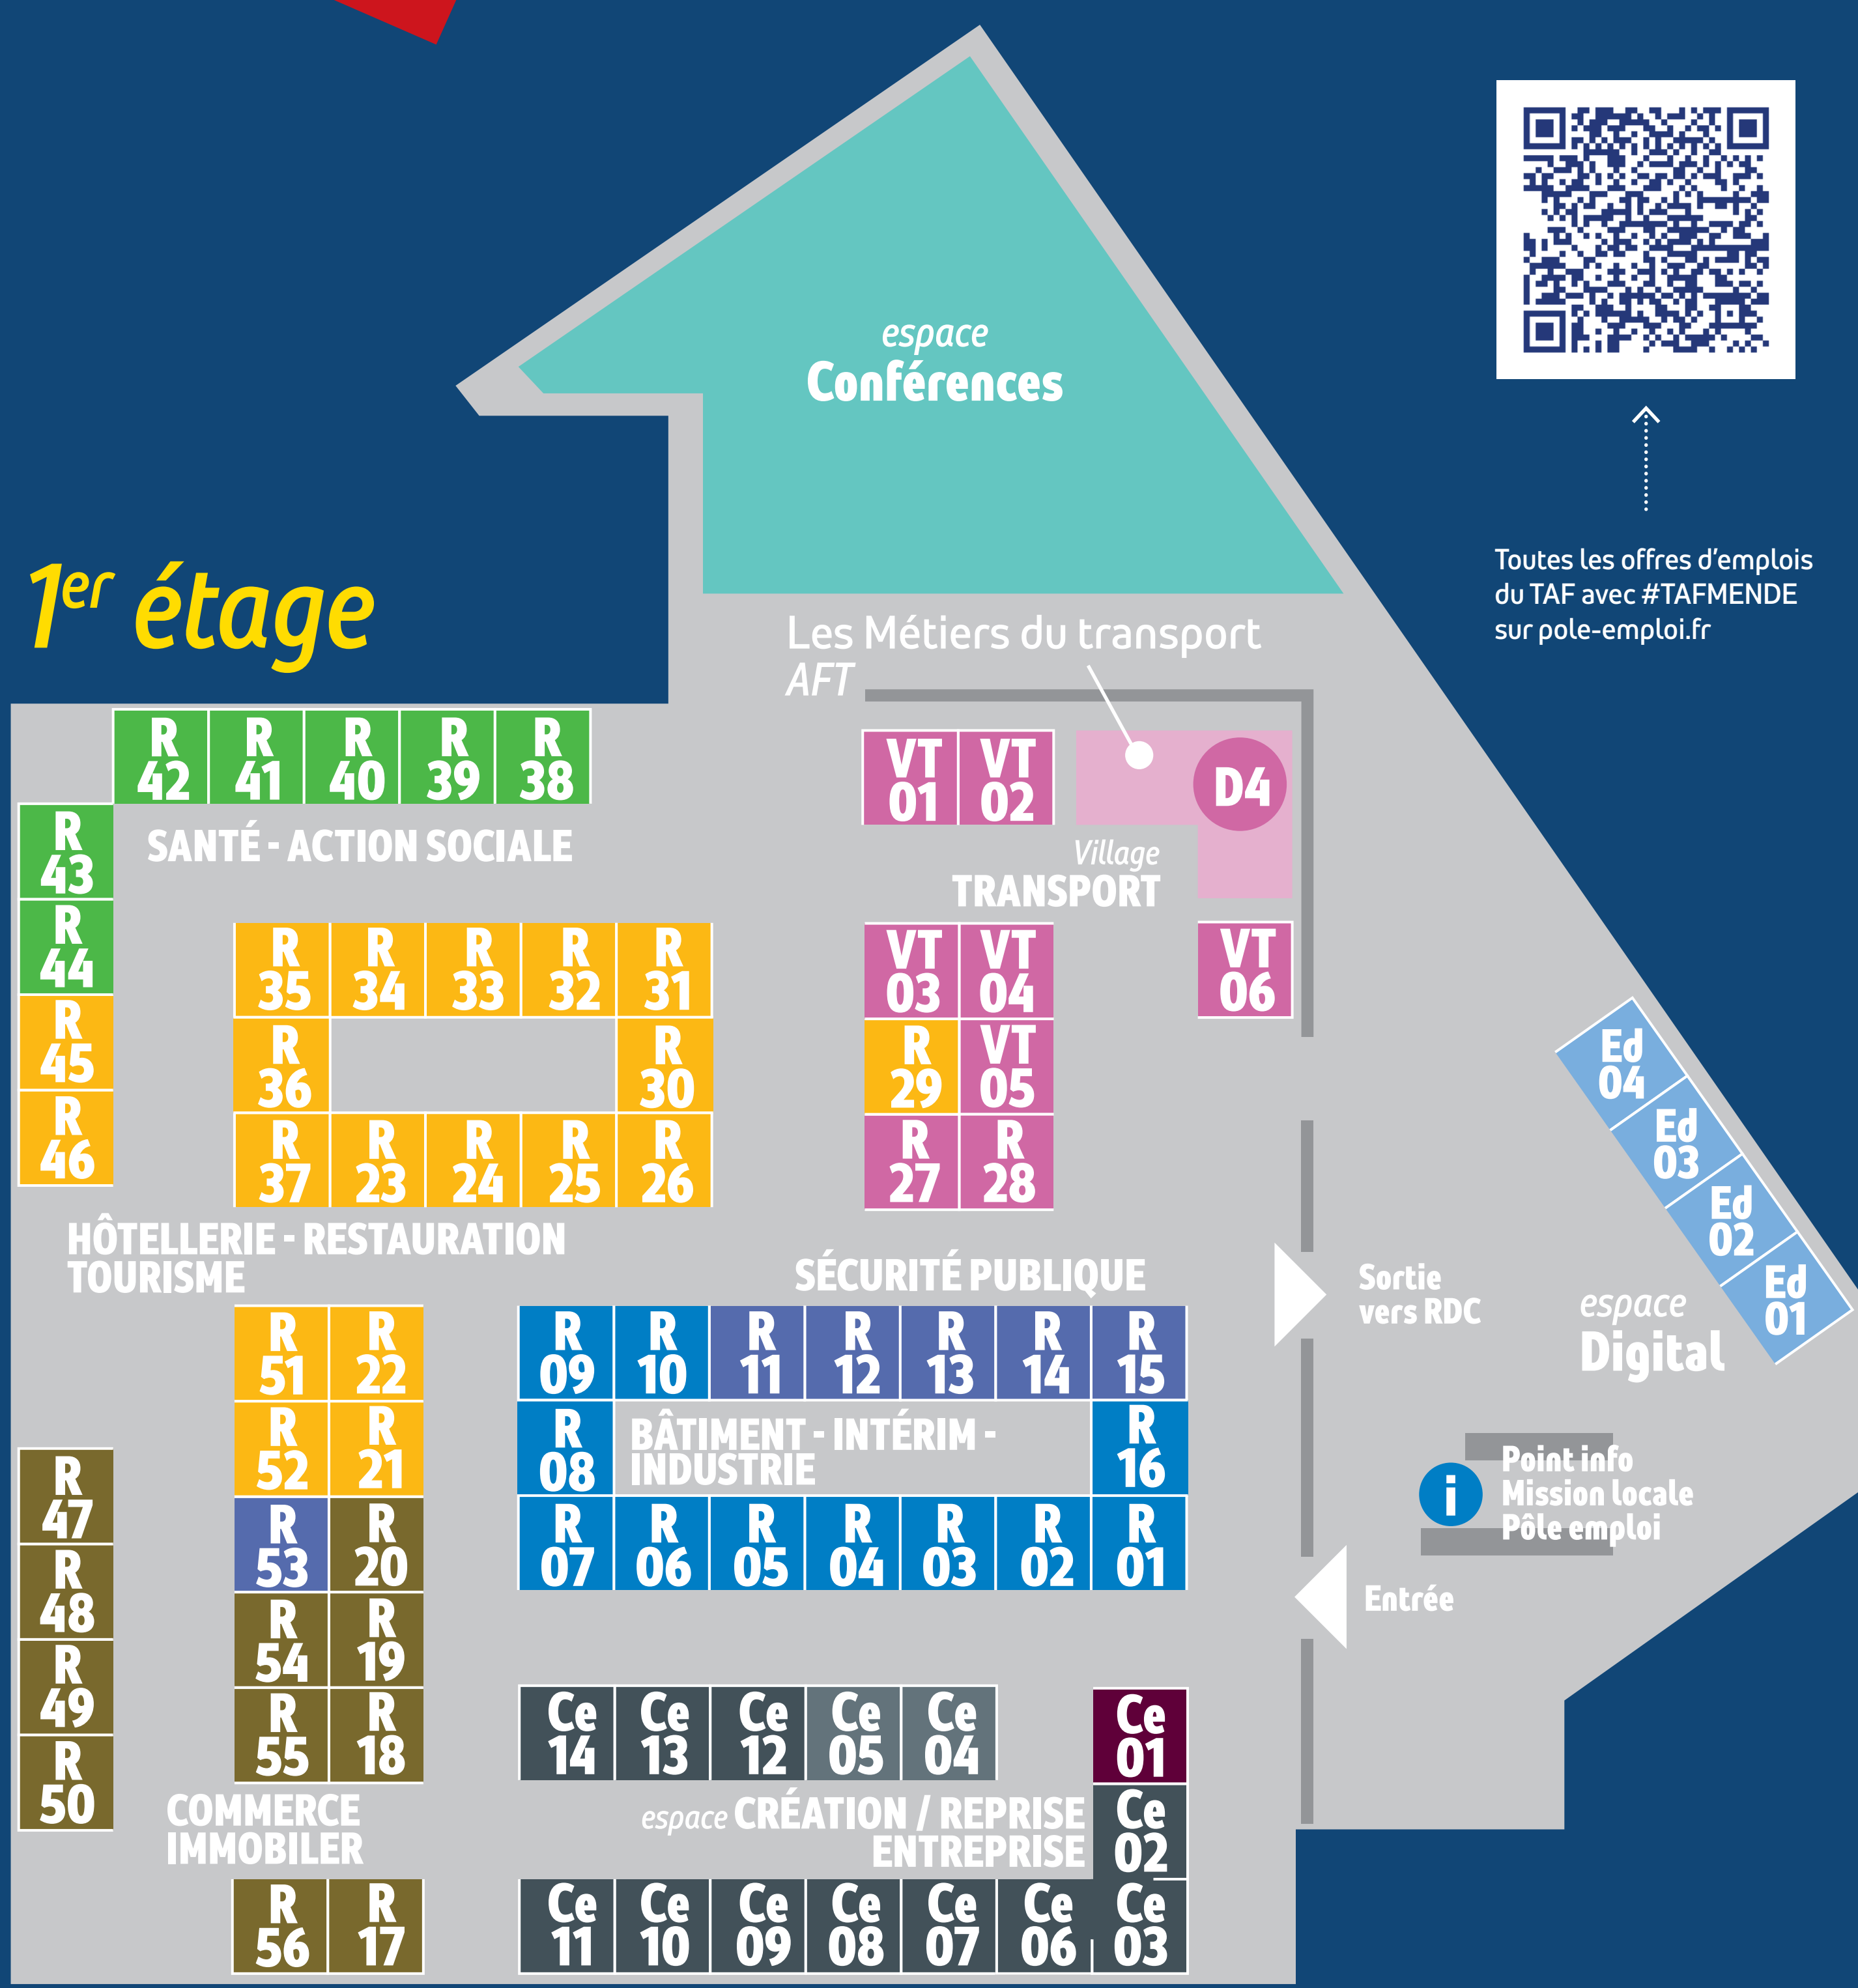 espace
Conférences
Toutes les offres d’emplois
du TAF avec #TAFMENDE
sur pole-emploi.fr
1er étage
Les Métiers du transport
AFT
R 42
R 41
R 40
R 39
R 38
VT 01
VT 02
D4
SANTÉ - ACTION SOCIALE
Village
TRANSPORT
R 43
R 44
R 45
R 46
R 35
R 34
R 33
R 32
R 31
R 36
R 30
R 37
R 23
R 24
R 25
R 26
VT 03
VT 04
VT 06
R 29
VT 05
R 27
R 28
Ed 04
Ed 03
Ed 02
Ed 01
HÔTELLERIE - RESTAURATION
TOURISME
SÉCURITÉ PUBLIQUE
Sortie
vers RDC
espace
Digital
R 51
R 22
R 52
R 21
R 53
R 20
R 54
R 19
R 55
R 18
R 09
R 10
R 11
R 12
R 13
R 14
R 15
R 08
BÂTIMENT - INTÉRIM -
INDUSTRIE
R 16
R 07
R 06
R 05
R 04
R 03
R 02
R 01
i
Point info
Mission locale
Pôle emploi
Entrée
R 47
R 48
R 49
R 50
Ce 14
Ce 13
Ce 12
Ce 05
Ce 04
Ce 01
Ce 02
COMMERCE
IMMOBILER
espace CRÉATION / REPRISE
ENTREPRISE
R 56
R 17
Ce 11
Ce 10
Ce 09
Ce 08
Ce 07
Ce 06
Ce 03